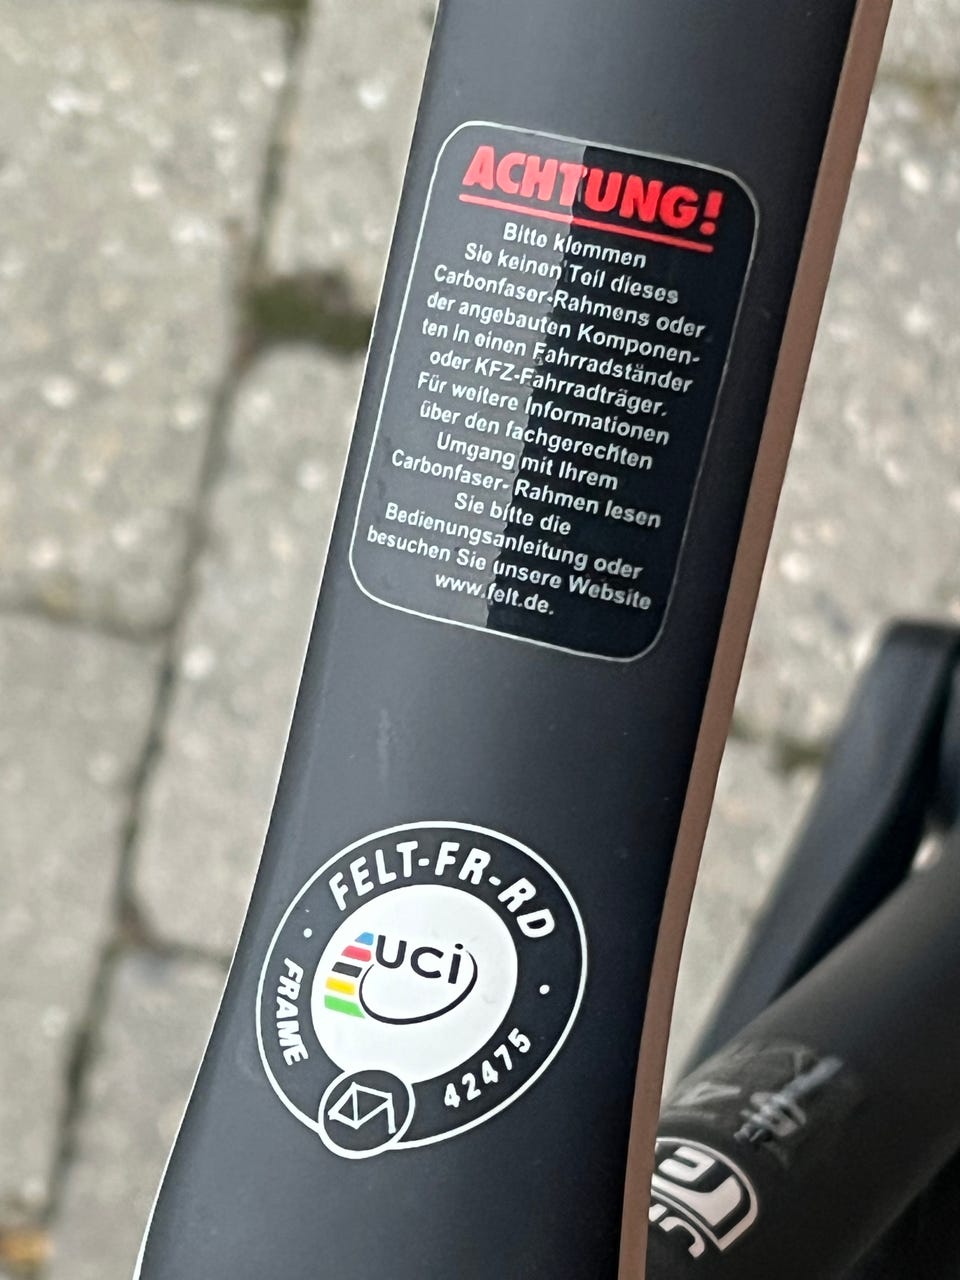 ACHTUNG!
Bitte klemmen
Sie keinen Teil dieses
Carbonfaser-Rahmens oder
der angebauten Komponen-
ten in einen Fahrradständer
oder KFZ-Fahrradträger.
Für weitere Informationen
über den fachgerechten
Umgang mit Ihrem
Carbonfaser- Rahmen lesen
Sie bitte die
Bedienungsanleitung oder
besuchen Sie unsere Website
www.felt.de.
FELT-FR-RD
uci
FRAME
42475